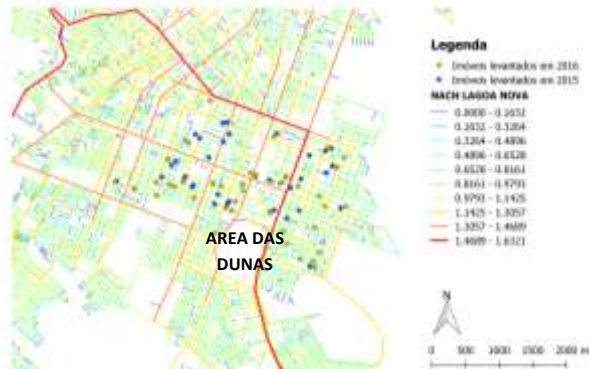 AREA DAS
DUNAS
Legenda
Imóveis levantados em 2016
Imóveis levantados em 2015
NACH LAGOA NOVA
0.0000 - 0.1632
0.1632 - 0.3264
0.3264 - 0.4896
0.4896 - 0.6528
0.6528 - 0.8161
0.8161 - 0.9793
0.9793 - 1.1425
1.1425 - 1.3057
1.3057 - 1.4689
1.4689 - 1.6321
N
0 500 1000 1500 2000 m